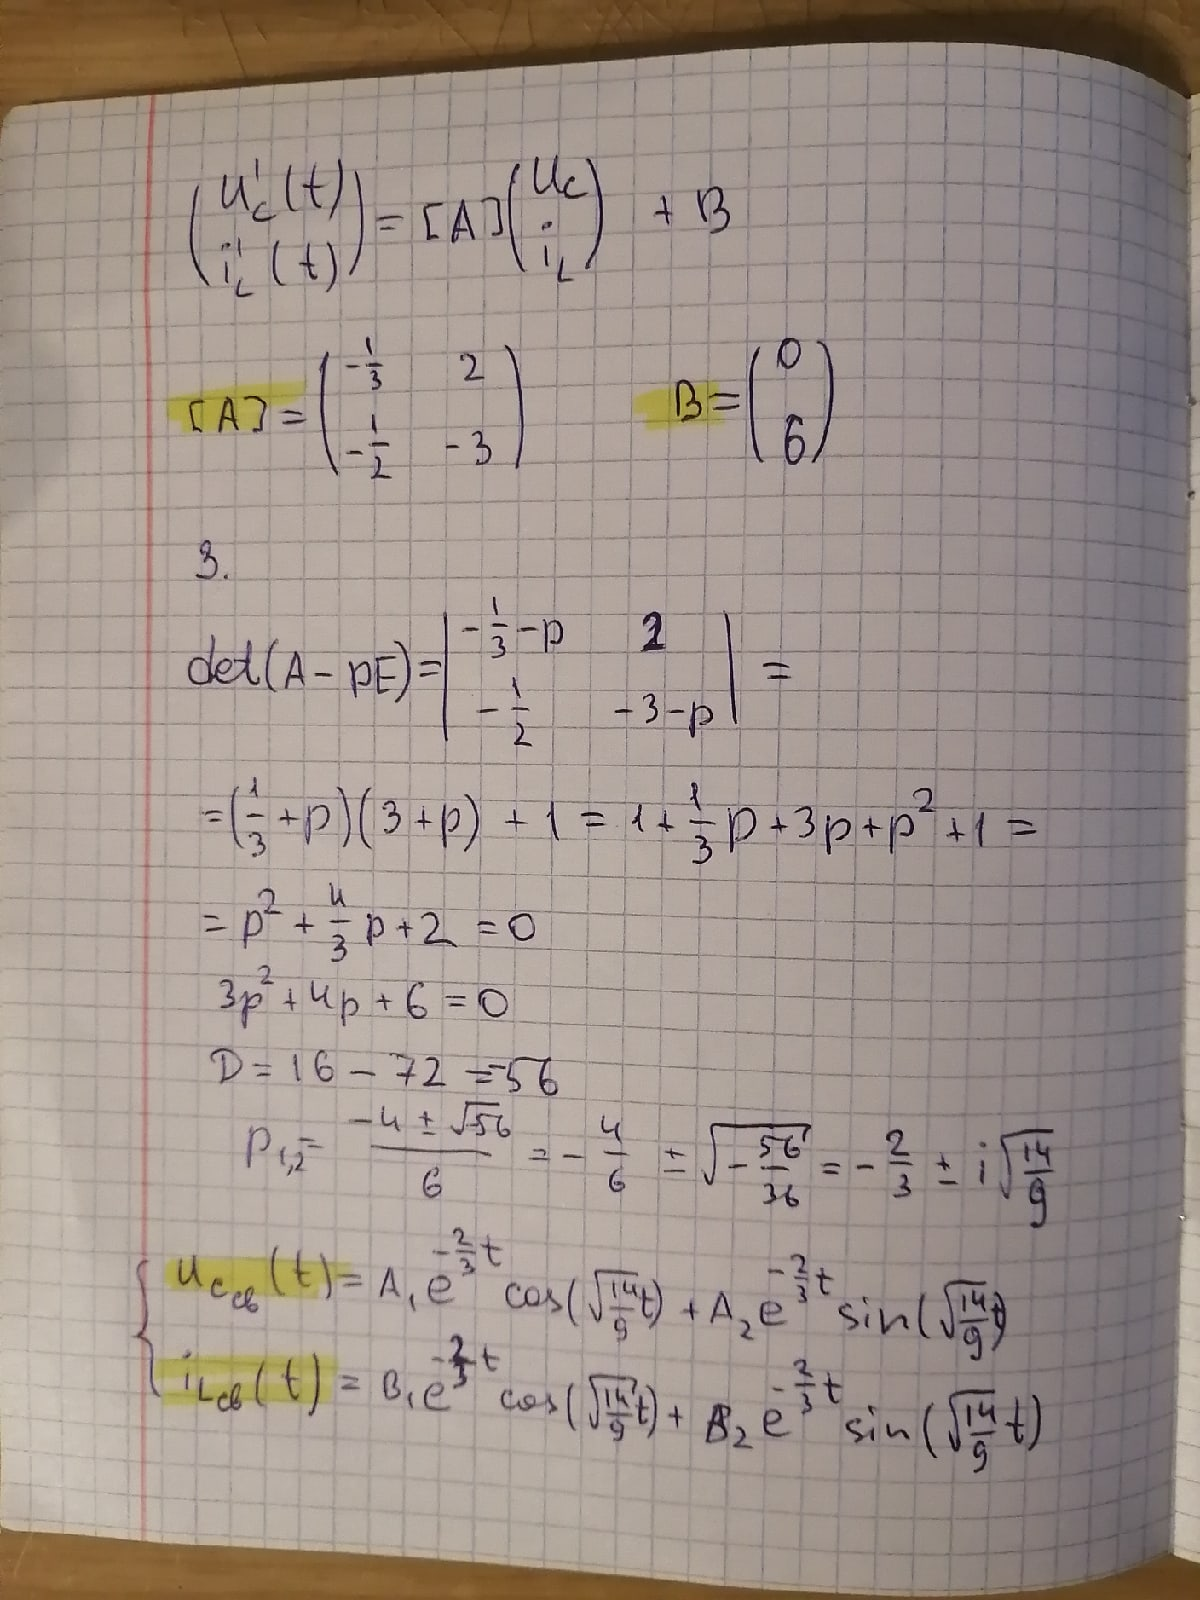 (u'c(t) i'L(t)) = [A](uc iL) + B
[A] = (-1/3 2 -1/2 -3) B = (0 6)
3.
det(A - pE) = |-1/3-p 2 -1/2 -3-p| =
= (1/3 + p)(3 + p) + 1 = 1 + 1/3 p + 3p + p² + 1 =
= p² + 4/3 p + 2 = 0
3p² + 4p + 6 = 0
D = 16 - 72 = -56
p1,2 = (-4 ± √-56)/6 = - 4/6 ± √(-56/36) = - 2/3 ± i√(14/9)
{ uCсв(t) = A₁e^(-2/3 t) cos(√(14/9) t) + A₂e^(-2/3 t) sin(√(14/9) t)
iLсв(t) = B₁e^(-2/3 t) cos(√(14/9) t) + B₂e^(-2/3 t) sin(√(14/9) t)